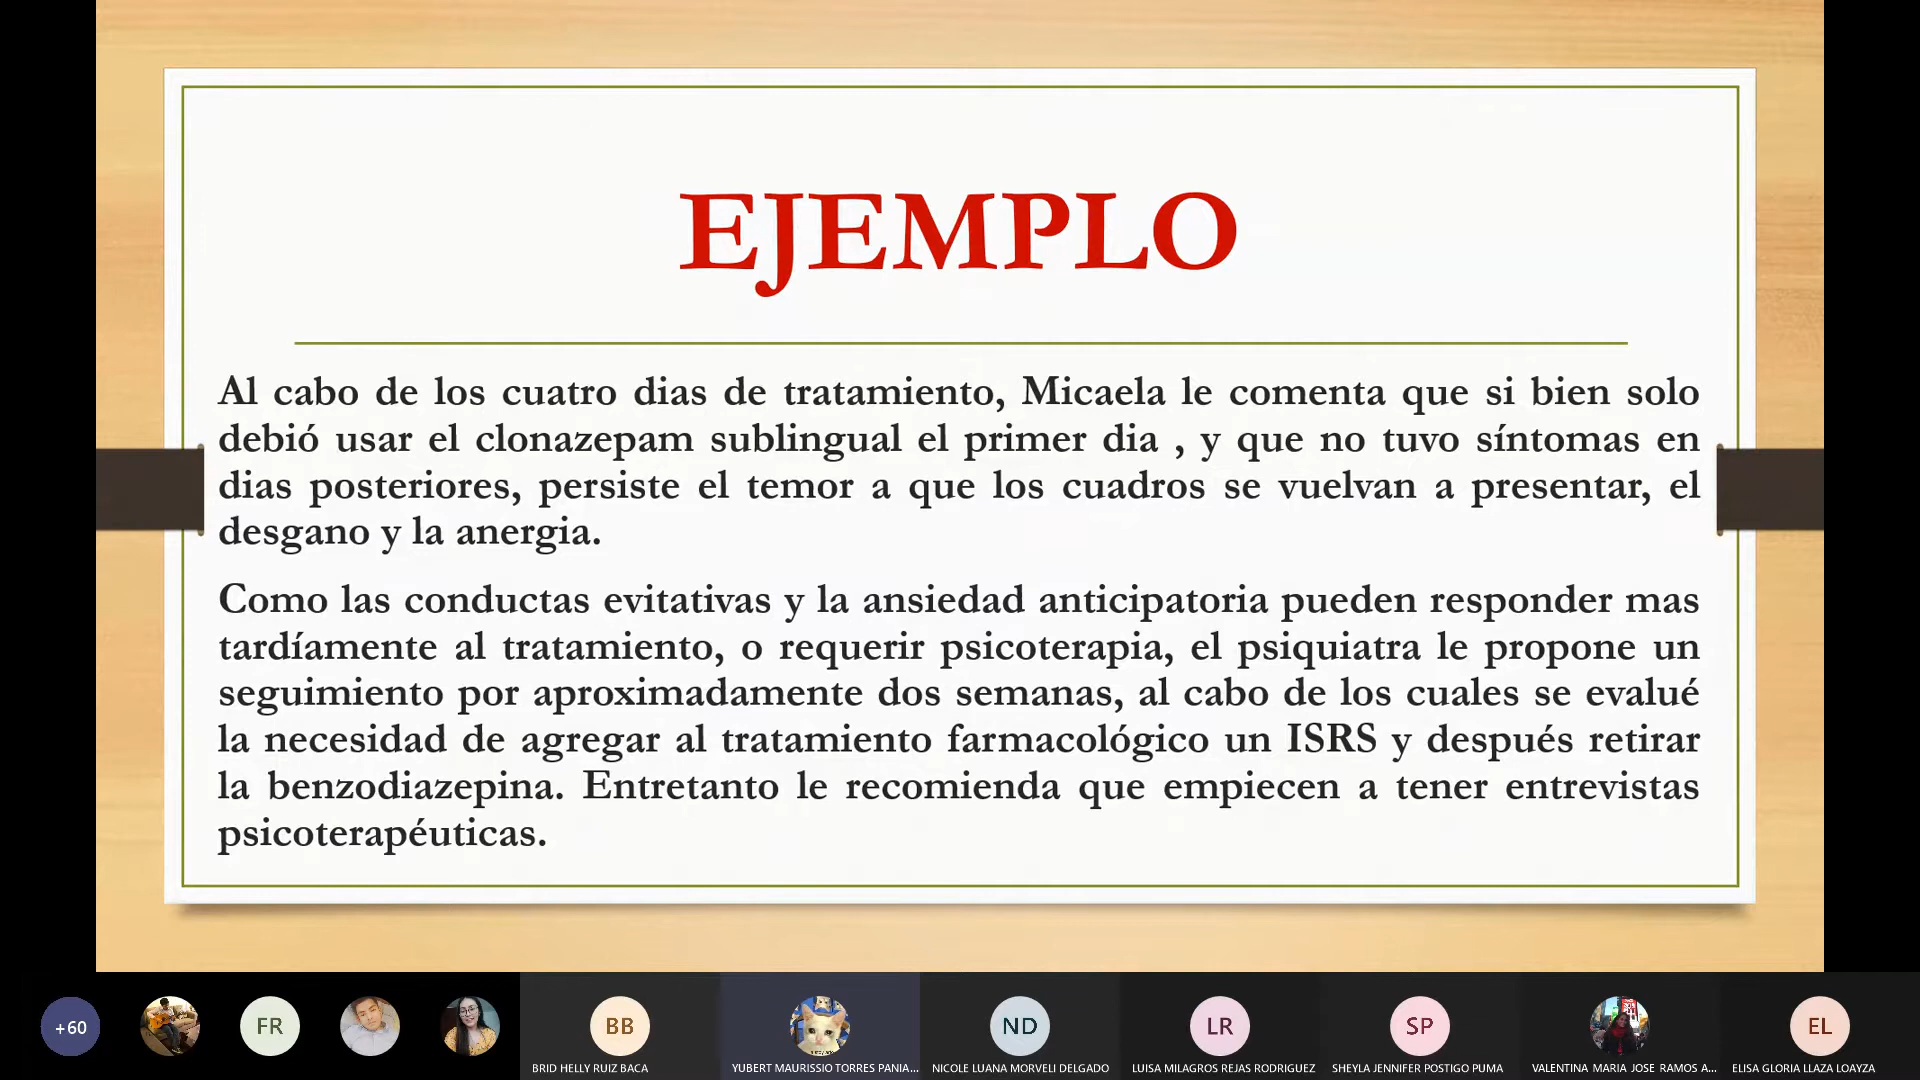 EJEMPLO
Al cabo de los cuatro dias de tratamiento, Micaela le comenta que si bien solo
debió usar el clonazepam sublingual el primer dia , y que no tuvo síntomas en
dias posteriores, persiste el temor a que los cuadros se vuelvan a presentar, el
desgano y la anergia.
Como las conductas evitativas y la ansiedad anticipatoria pueden responder mas
tardíamente al tratamiento, o requerir psicoterapia, el psiquiatra le propone un
seguimiento por aproximadamente dos semanas, al cabo de los cuales se evalué
la necesidad de agregar al tratamiento farmacológico un ISRS y después retirar
la benzodiazepina. Entretanto le recomienda que empiecen a tener entrevistas
psicoterapéuticas.
+60 FR BB ND LR SP EL
BRID HELLY RUIZ BACA YUBERT MAURISSIO TORRES PANIA... NICOLE LUANA MORVELI DELGADO LUISA MILAGROS REJAS RODRIGUEZ SHEYLA JENNIFER POSTIGO PUMA VALENTINA MARIA JOSE RAMOS A... ELISA GLORIA LLAZA LOAYZA